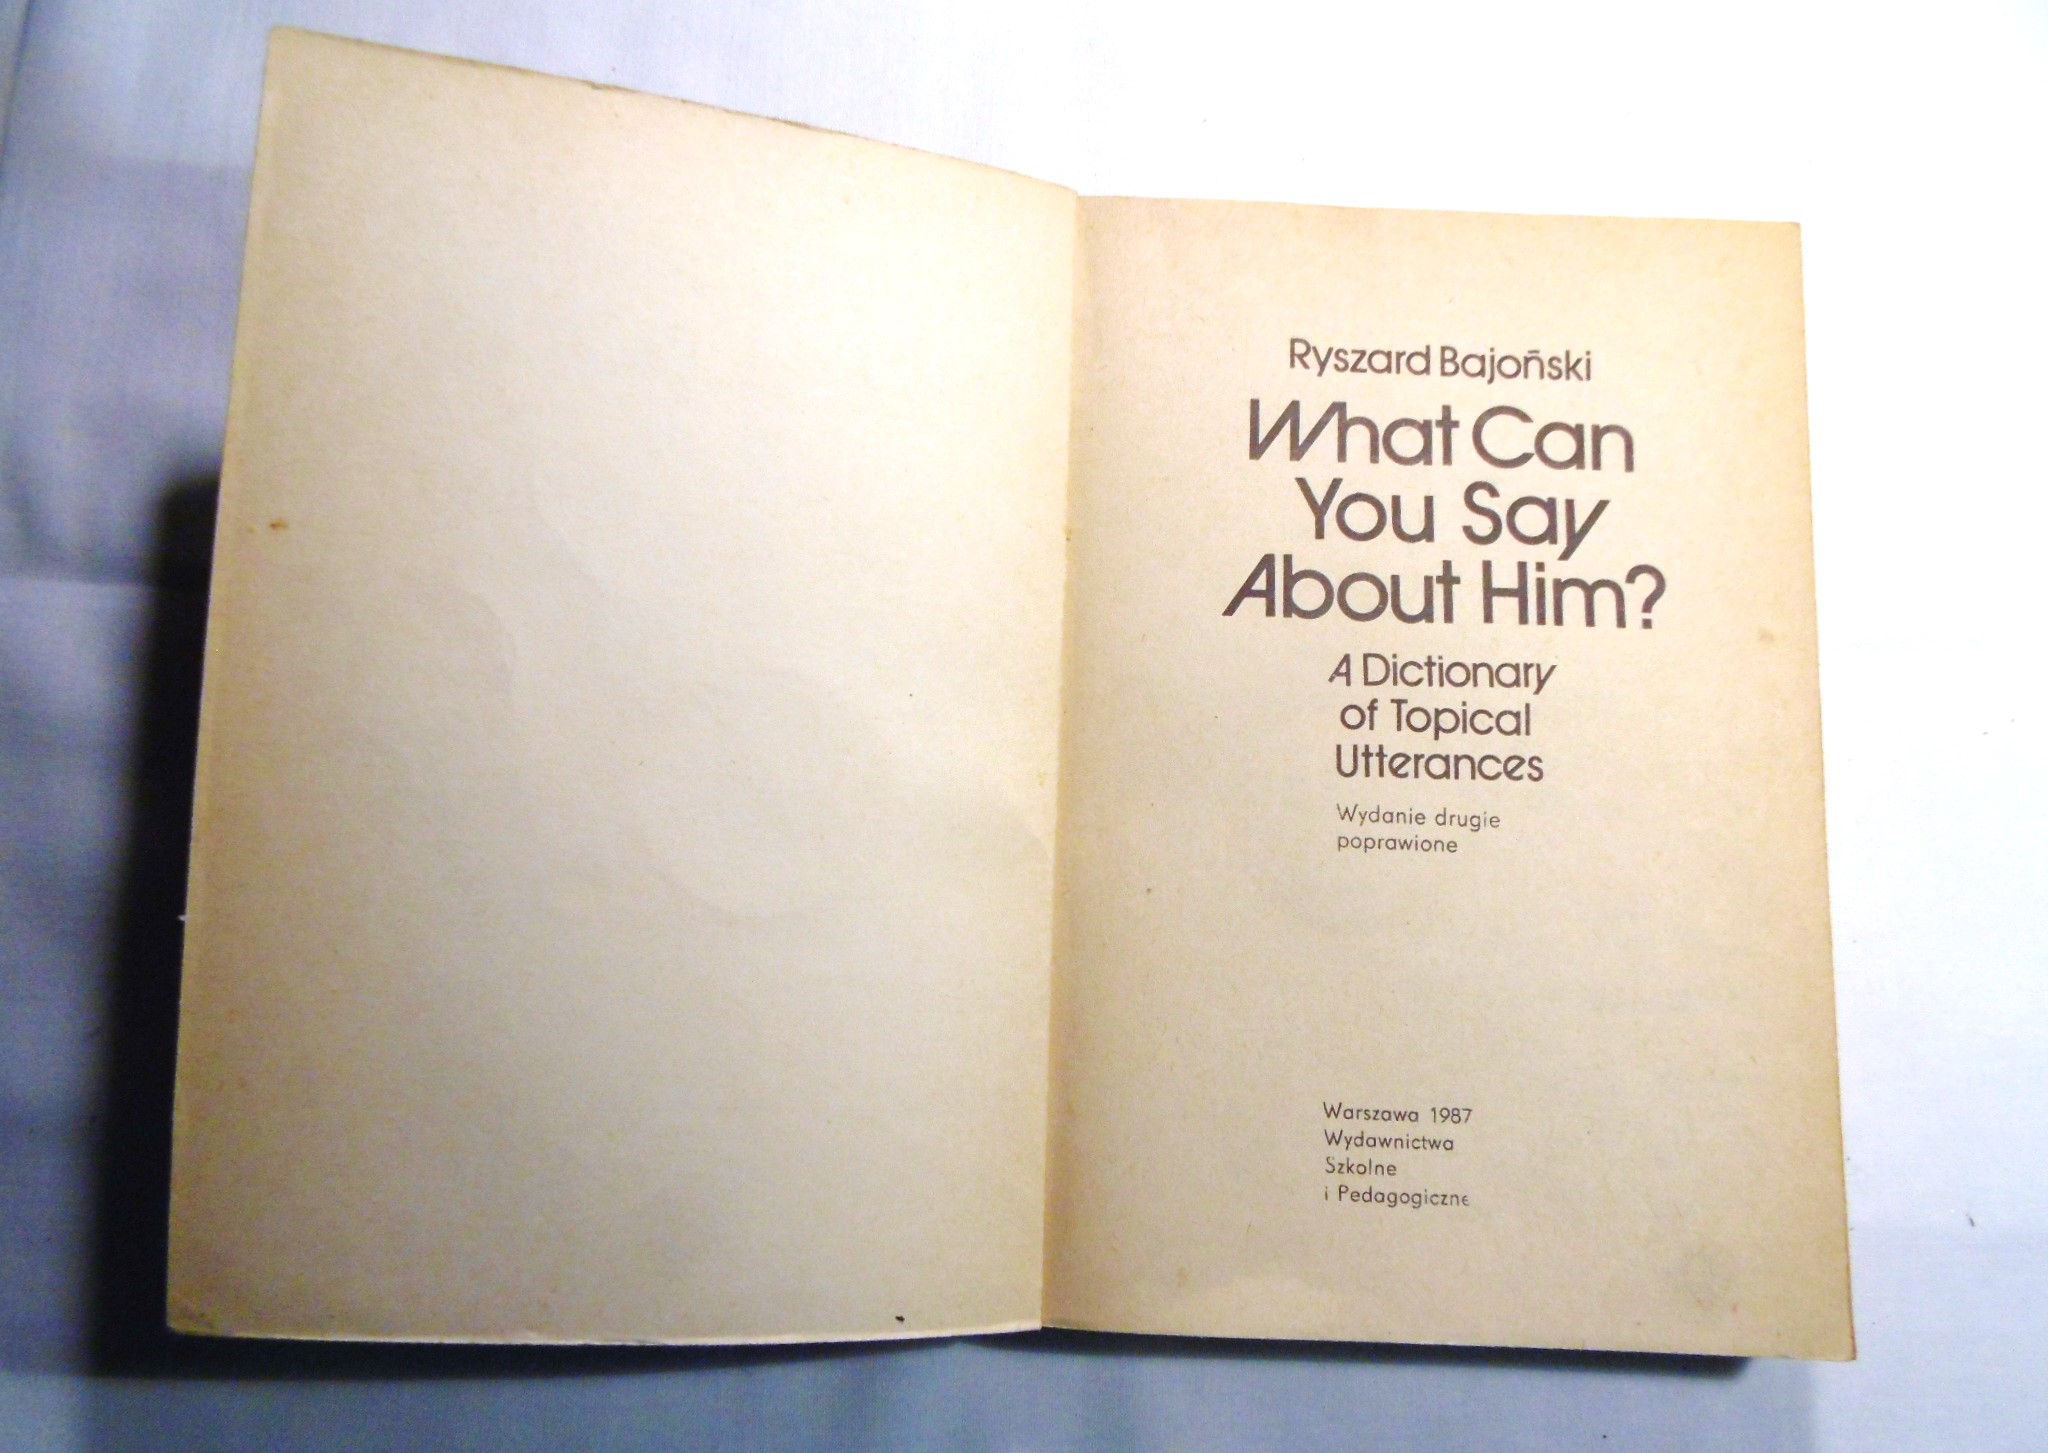 Ryszard Bajoński
What Can
You Say
About Him?
A Dictionary
of Topical
Utterances
Wydanie drugie
poprawione
Warszawa 1987
Wydawnictwa
Szkolne
i Pedagogiczne